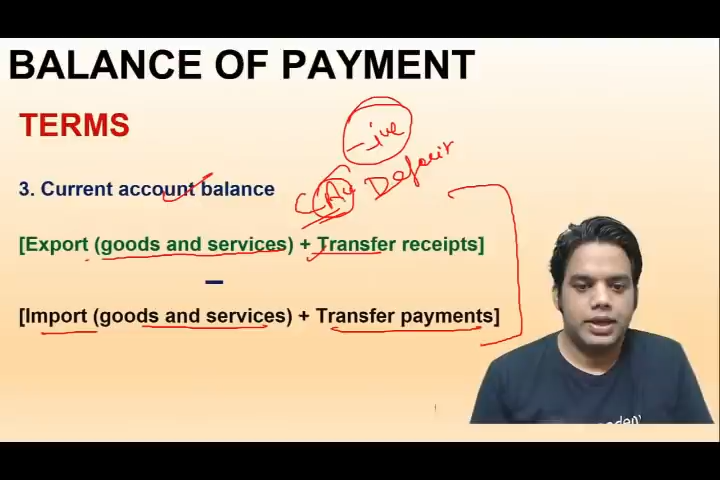 BALANCE OF PAYMENT
TERMS
-ive
3. Current account balance
Deficit
[Export (goods and services) + Transfer receipts]
–
[Import (goods and services) + Transfer payments]